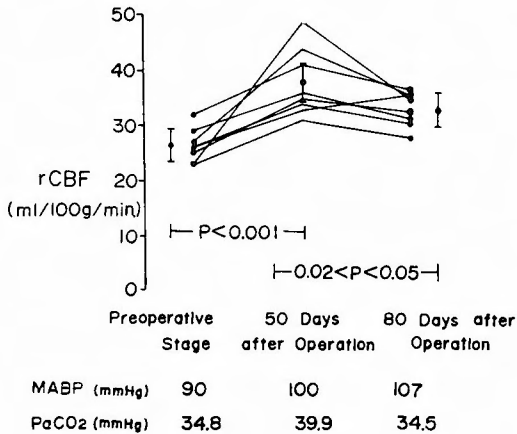 50
40
30
20
10
0
rCBF
(ml/100g/min)
P<0.001
0.02<P<0.05
Preoperative Stage
50 Days after Operation
80 Days after Operation
MABP (mmHg) 90 100 107
PaCO2 (mmHg) 34.8 39.9 34.5